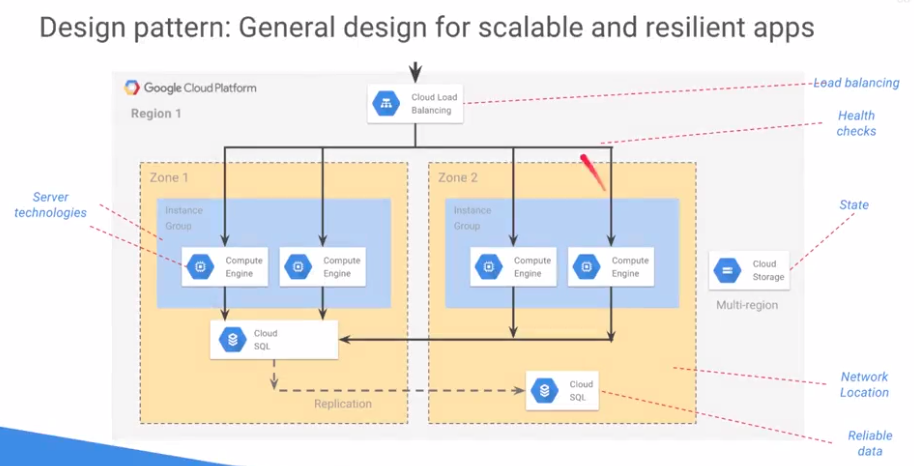 Design pattern: General design for scalable and resilient apps
Google Cloud Platform
Region 1
Cloud Load
Balancing
Load balancing
Health
checks
Zone 1
Zone 2
Server
technologies
Instance
Group
Instance
Group
State
Compute
Engine
Compute
Engine
Compute
Engine
Compute
Engine
Cloud
Storage
Multi-region
Cloud
SQL
Network
Location
Cloud
SQL
Replication
Reliable
data